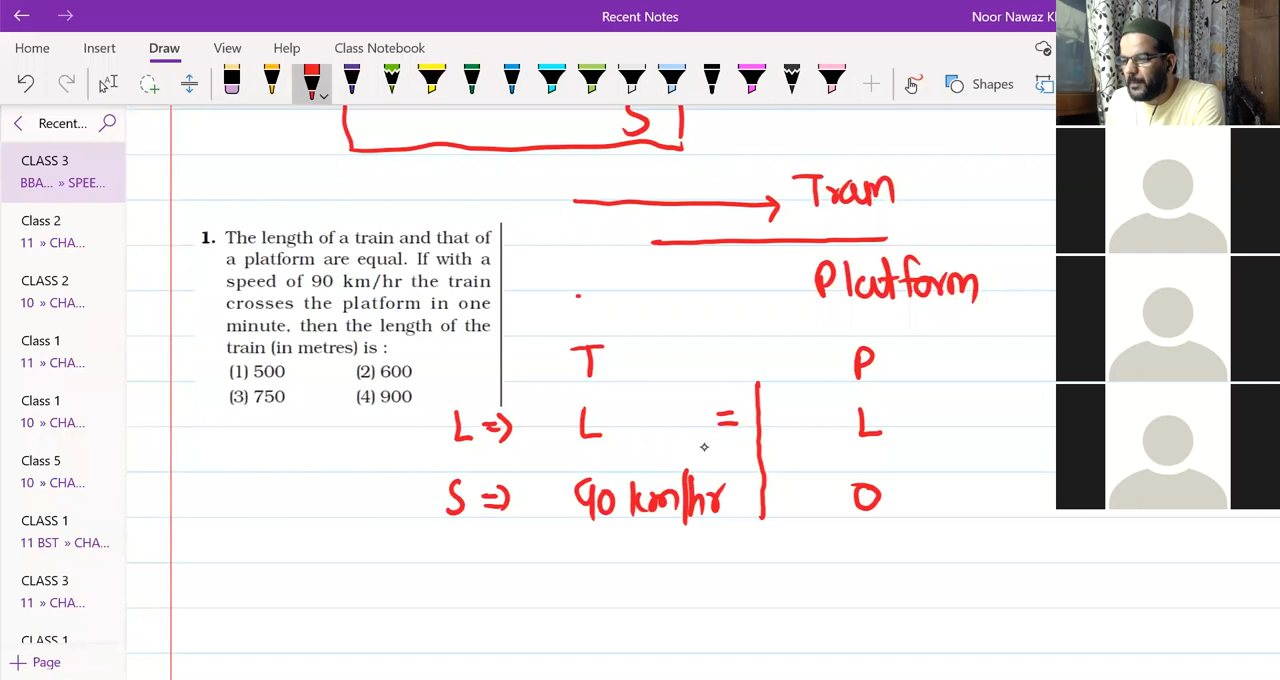 Recent Notes
Noor Nawaz Kh
Home Insert Draw View Help Class Notebook
Shapes
Recent...
CLASS 3
BBA... » SPEE...
Class 2
11 » CHA...
CLASS 2
10 » CHA...
Class 1
11 » CHA...
Class 1
10 » CHA...
Class 5
10 » CHA...
CLASS 1
11 BST » CHA...
CLASS 3
11 » CHA...
CLASS 1
Page
S
Train
Platform
1. The length of a train and that of
a platform are equal. If with a
speed of 90 km/hr the train
crosses the platform in one
minute, then the length of the
train (in metres) is :
(1) 500 (2) 600
(3) 750 (4) 900
T P
L => L = L
S => 90 km/hr 0